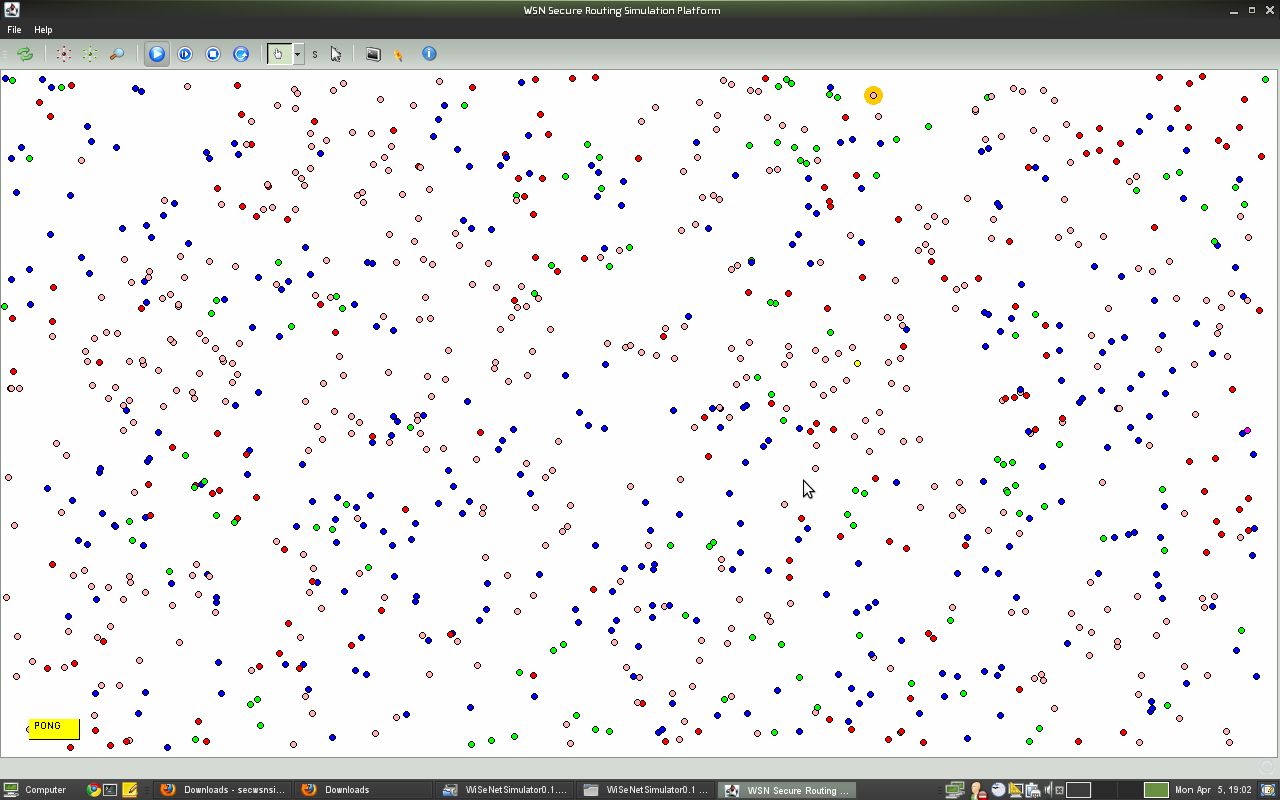 WSN Secure Routing Simulation Platform
File Help
S
PONG
Computer Downloads - secwsnsi... Downloads WiSeNetSimulator0.1.... WiSeNetSimulator0.1 ... WSN Secure Routing ... Mon Apr 5, 19:02